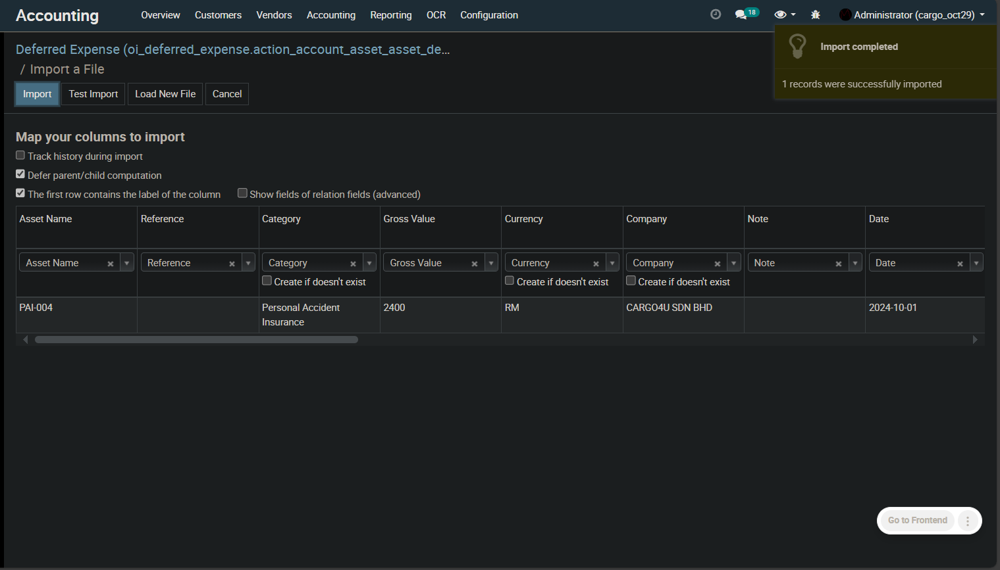 Accounting
Overview Customers Vendors Accounting Reporting OCR Configuration
18
Administrator (cargo_oct29)
Import completed
1 records were successfully imported
Deferred Expense (oi_deferred_expense.action_account_asset_asset_de...
/ Import a File
Import Test Import Load New File Cancel
Map your columns to import
Track history during import
Defer parent/child computation
The first row contains the label of the column Show fields of relation fields (advanced)
Asset Name Reference Category Gross Value Currency Company Note Date
Asset Name Reference Category Gross Value Currency Company Note Date
Create if doesn't exist Create if doesn't exist Create if doesn't exist
PAI-004 Personal Accident 2400 RM CARGO4U SDN BHD 2024-10-01
Insurance
Go to Frontend